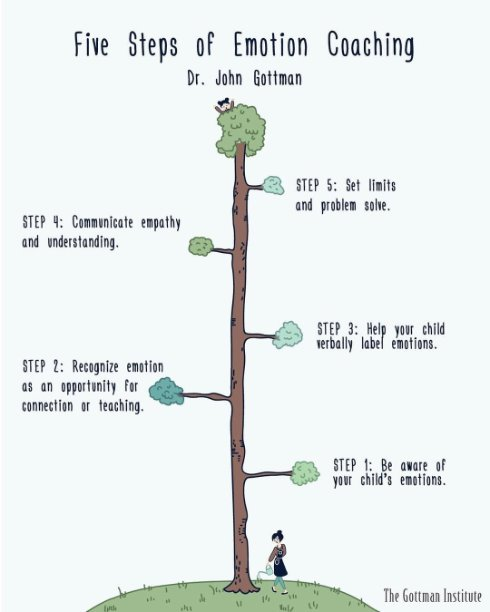 Five Steps of Emotion Coaching
Dr. John Gottman
STEP 5: Set limits
and problem solve.
STEP 4: Communicate empathy
and understanding.
STEP 3: Help your child
verbally label emotions.
STEP 2: Recognize emotion
as an opportunity for
connection or teaching.
STEP 1: Be aware of
your child's emotions.
The Gottman Institute